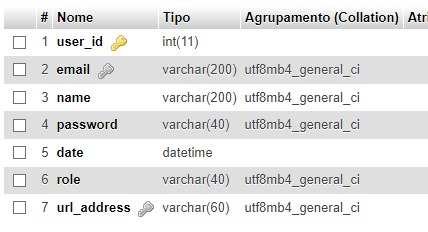 # Nome Tipo Agrupamento (Collation) Atri
1 user_id int(11)
2 email varchar(200) utf8mb4_general_ci
3 name varchar(200) utf8mb4_general_ci
4 password varchar(40) utf8mb4_general_ci
5 date datetime
6 role varchar(40) utf8mb4_general_ci
7 url_address varchar(60) utf8mb4_general_ci